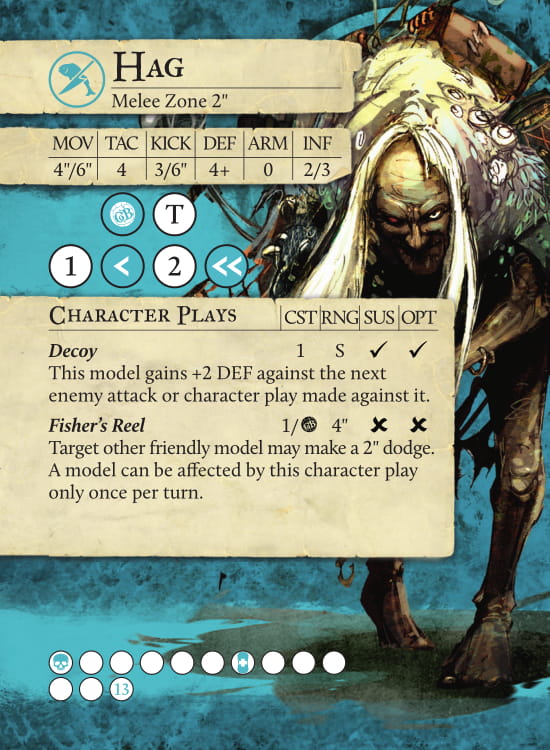 Hag
Melee Zone 2"
MOV TAC KICK DEF ARM INF
4"/6" 4 3/6" 4+ 0 2/3
GB T
1 < 2 <<
Character Plays CST RNG SUS OPT
Decoy 1 S ✓ ✓
This model gains +2 DEF against the next
enemy attack or character play made against it.
Fisher's Reel 1/GB 4" ✘ ✘
Target other friendly model may make a 2" dodge.
A model can be affected by this character play
only once per turn.
13